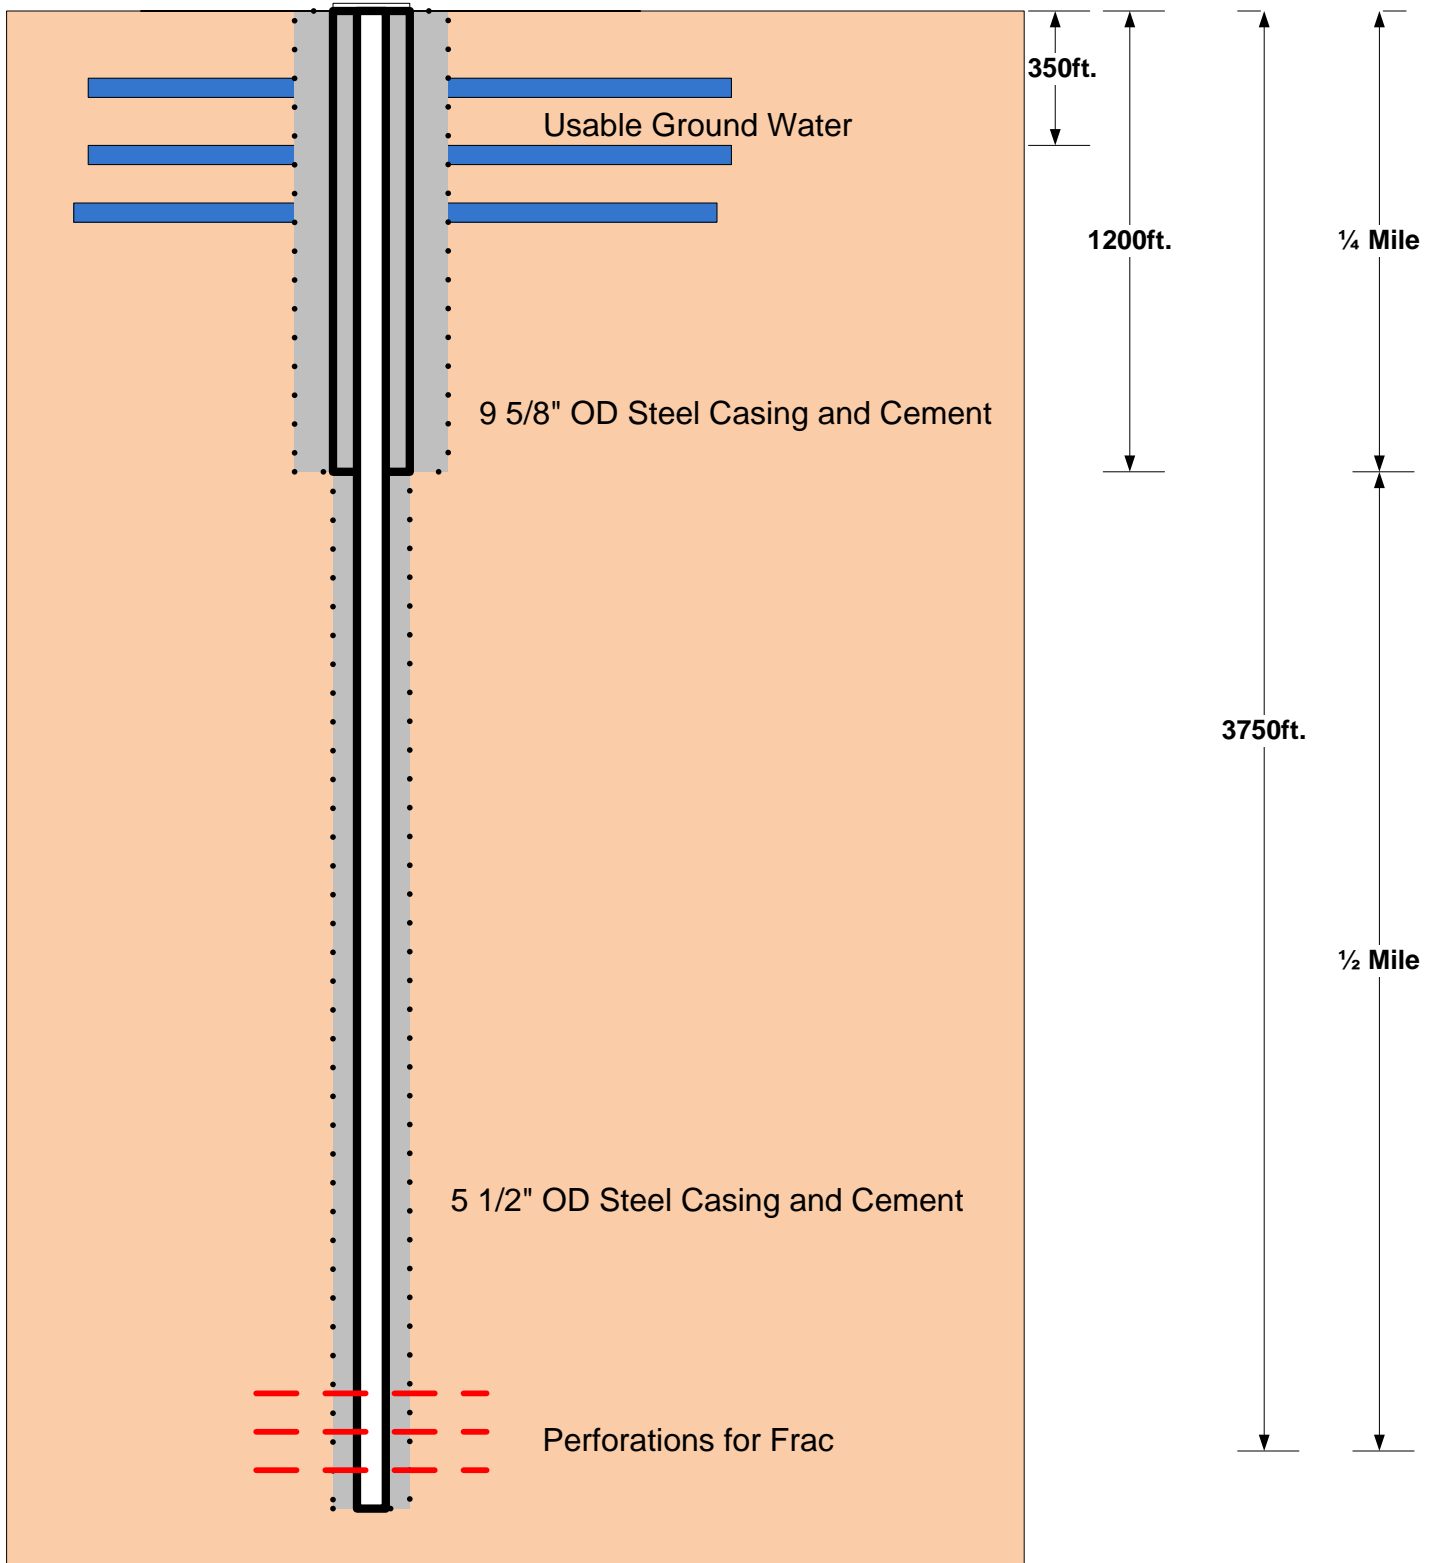 350ft.
Usable Ground Water
1200ft.
¼ Mile
9 5/8" OD Steel Casing and Cement
3750ft.
½ Mile
5 1/2" OD Steel Casing and Cement
Perforations for Frac